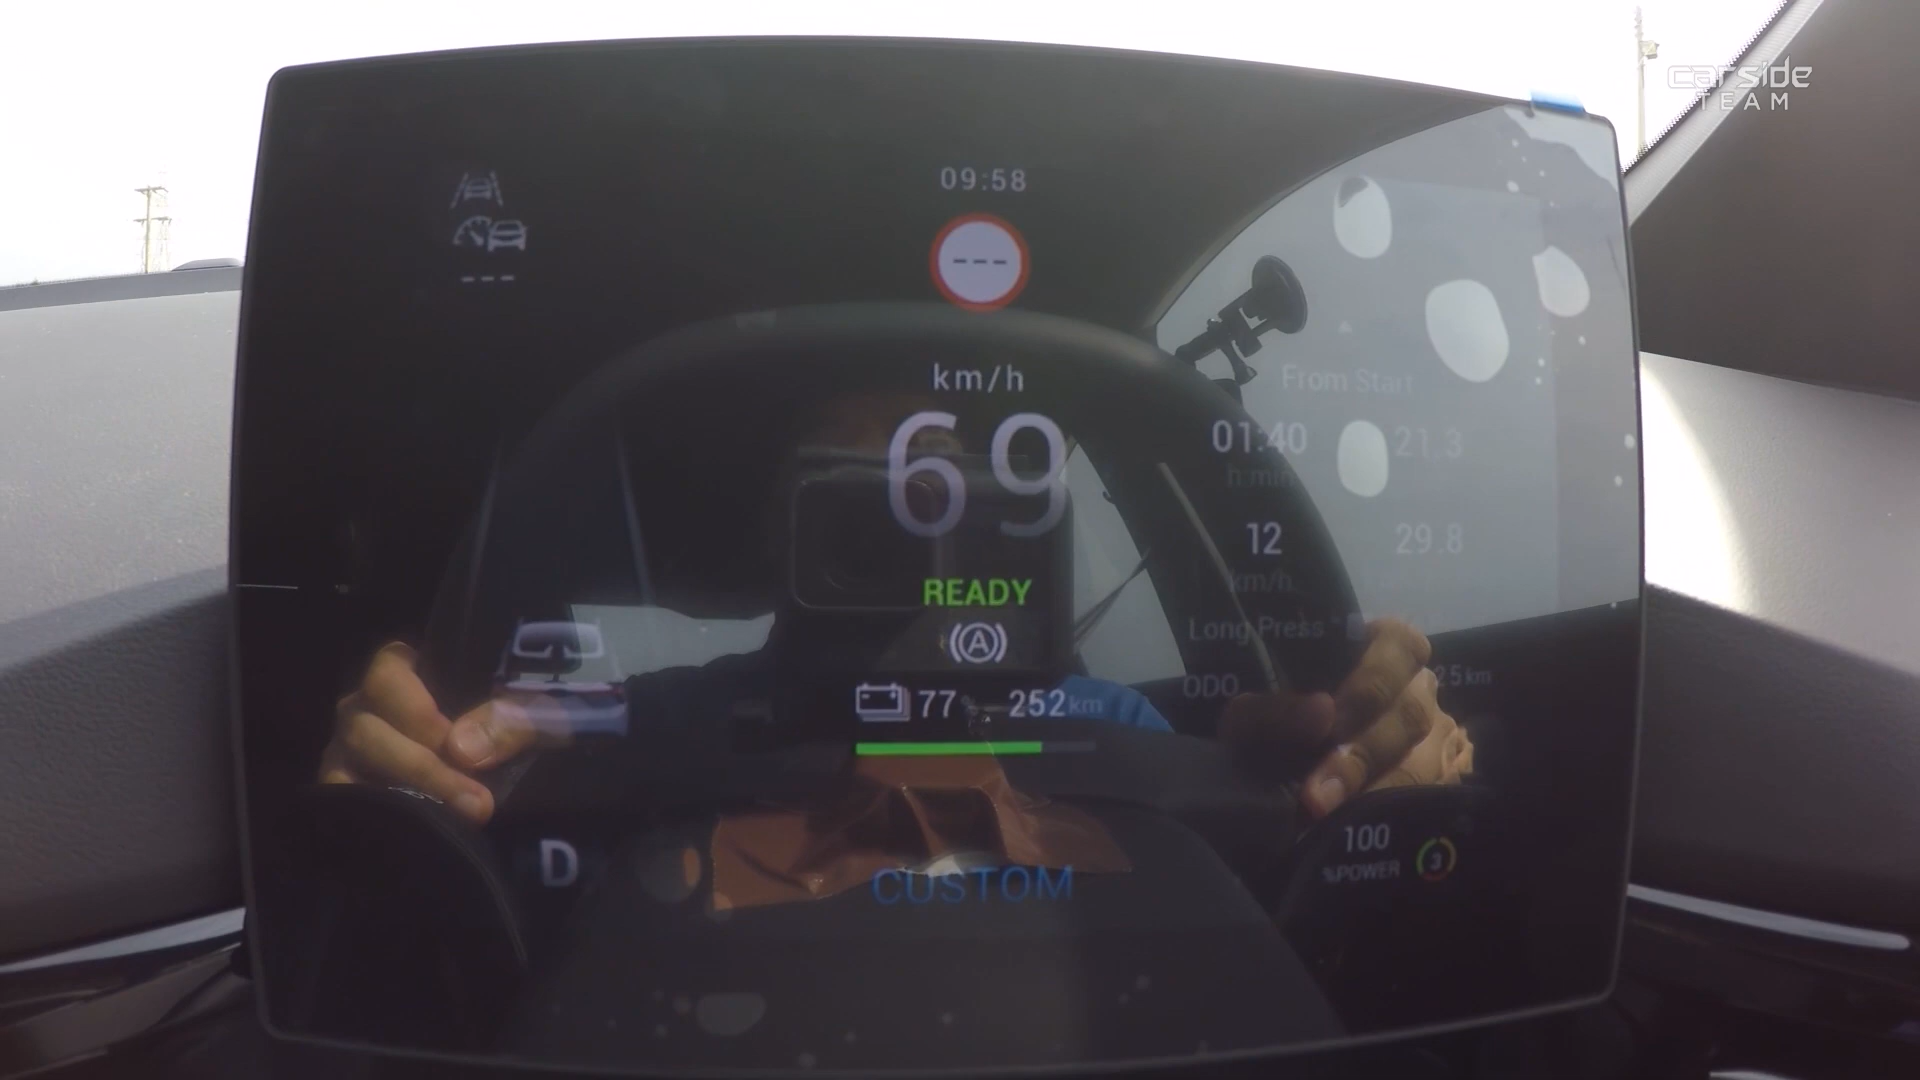 carside
TEAM
09:58
---
---
km/h
69
From Start
01:40 21.3
h:min
12 29.8
km/h
READY
(A)
Long Press
77 252km
ODO km
D
CUSTOM
100
%POWER
3